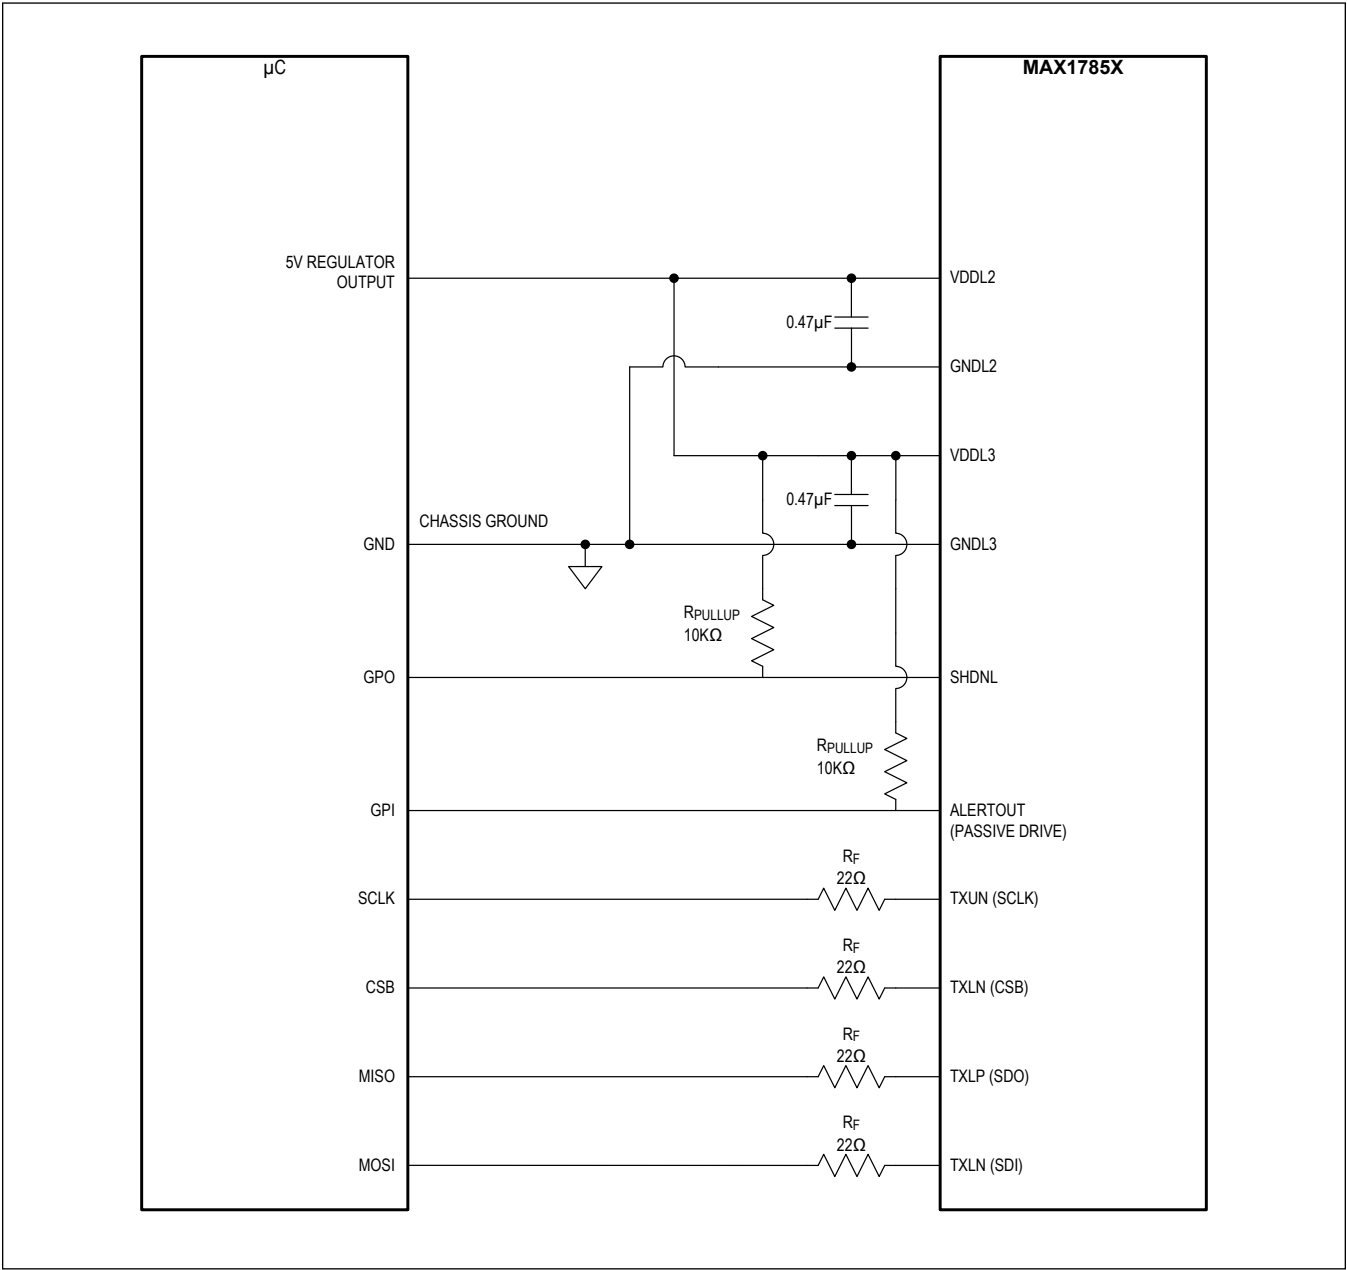 µC
MAX1785X
5V REGULATOR
OUTPUT
VDDL2
0.47µF
GNDL2
VDDL3
0.47µF
CHASSIS GROUND
GND
GNDL3
RPULLUP
10KΩ
GPO
SHDNL
RPULLUP
10KΩ
GPI
ALERTOUT
(PASSIVE DRIVE)
RF
22Ω
SCLK
TXUN (SCLK)
RF
22Ω
CSB
TXLN (CSB)
RF
22Ω
MISO
TXLP (SDO)
RF
22Ω
MOSI
TXLN (SDI)